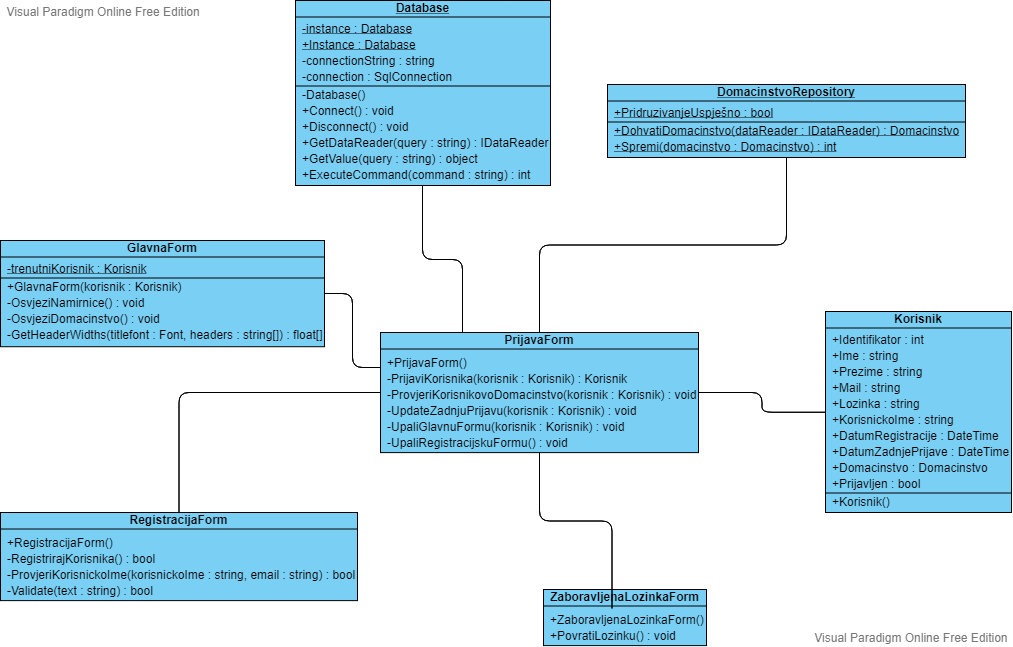 Visual Paradigm Online Free Edition
Database
-instance : Database
+Instance : Database
-connectionString : string
-connection : SqlConnection
-Database()
+Connect() : void
+Disconnect() : void
+GetDataReader(query : string) : IDataReader
+GetValue(query : string) : object
+ExecuteCommand(command : string) : int
DomacinstvoRepository
+PridruzivanjeUspješno : bool
+DohvatiDomacinstvo(dataReader : IDataReader) : Domacinstvo
+Spremi(domacinstvo : Domacinstvo) : int
GlavnaForm
-trenutniKorisnik : Korisnik
+GlavnaForm(korisnik : Korisnik)
-OsvjeziNamirnice() : void
-OsvjeziDomacinstvo() : void
-GetHeaderWidths(titlefont : Font, headers : string[]) : float[]
PrijavaForm
+PrijavaForm()
-PrijaviKorisnika(korisnik : Korisnik) : Korisnik
-ProvjeriKorisnikovoDomacinstvo(korisnik : Korisnik) : void
-UpdateZadnjuPrijavu(korisnik : Korisnik) : void
-UpaliGlavnuFormu(korisnik : Korisnik) : void
-UpaliRegistracijskuFormu() : void
Korisnik
+Identifikator : int
+Ime : string
+Prezime : string
+Mail : string
+Lozinka : string
+KorisnickoIme : string
+DatumRegistracije : DateTime
+DatumZadnjePrijave : DateTime
+Domacinstvo : Domacinstvo
+Prijavljen : bool
+Korisnik()
RegistracijaForm
+RegistracijaForm()
-RegistrirajKorisnika() : bool
-ProvjeriKorisnickoIme(korisnickoIme : string, email : string) : bool
-Validate(text : string) : bool
ZaboravljenaLozinkaForm
+ZaboravljenaLozinkaForm()
+PovratiLozinku() : void
Visual Paradigm Online Free Edition